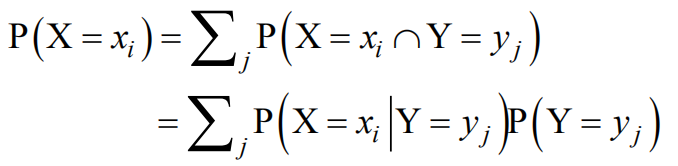 P(X = xᵢ) = ∑ⱼ P(X = xᵢ ∩ Y = yⱼ)
= ∑ⱼ P(X = xᵢ |Y = yⱼ)P(Y = yⱼ)